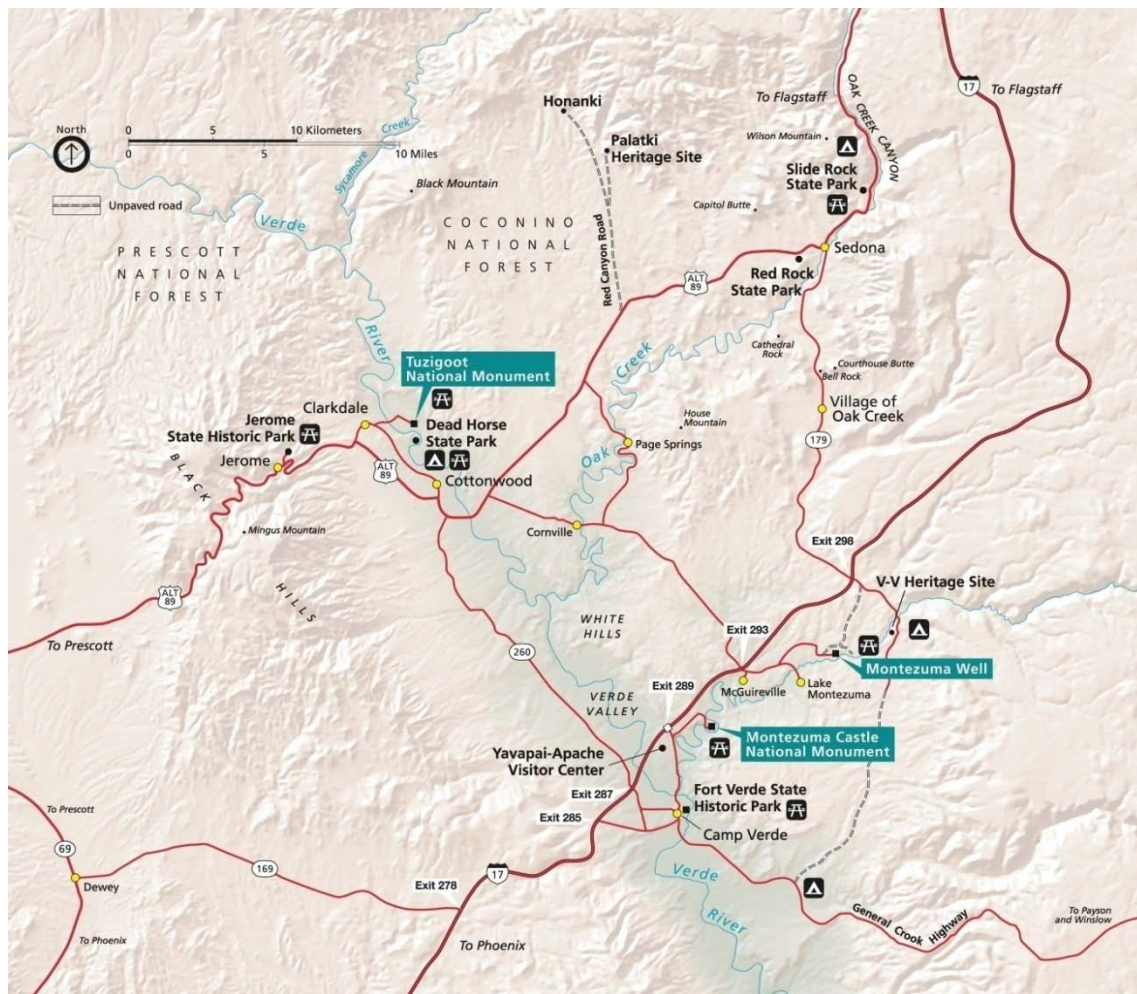 North
0 5 10 Kilometers
0 5 10 Miles
Unpaved road
PRESCOTT
NATIONAL
FOREST
Verde
River
Sycamore
Creek
Black Mountain
COCONINO
NATIONAL
FOREST
Honanki
Palatki
Heritage Site
Red Canyon Road
To Flagstaff
OAK CREEK CANYON
17
To Flagstaff
Wilson Mountain
Slide Rock
State Park
Capitol Butte
Sedona
ALT
89
Red Rock
State Park
Oak
Creek
Cathedral
Rock
Courthouse Butte
Bell Rock
Village of
Oak Creek
179
House
Mountain
Page Springs
Tuzigoot
National Monument
Clarkdale
Jerome
State Historic Park
Jerome
Dead Horse
State Park
ALT
89
Cottonwood
BLACK
HILLS
Mingus Mountain
ALT
89
To Prescott
Cornville
260
WHITE
HILLS
VERDE
VALLEY
Exit 298
V-V Heritage Site
Exit 293
Montezuma Well
McGuireville
Lake
Montezuma
Exit 289
Montezuma Castle
National Monument
Yavapai-Apache
Visitor Center
Exit 287
Exit 285
Fort Verde State
Historic Park
Camp Verde
To Prescott
69
Dewey
169
To Phoenix
Exit 278
17
To Phoenix
Verde
River
General Crook Highway
To Payson
and Winslow